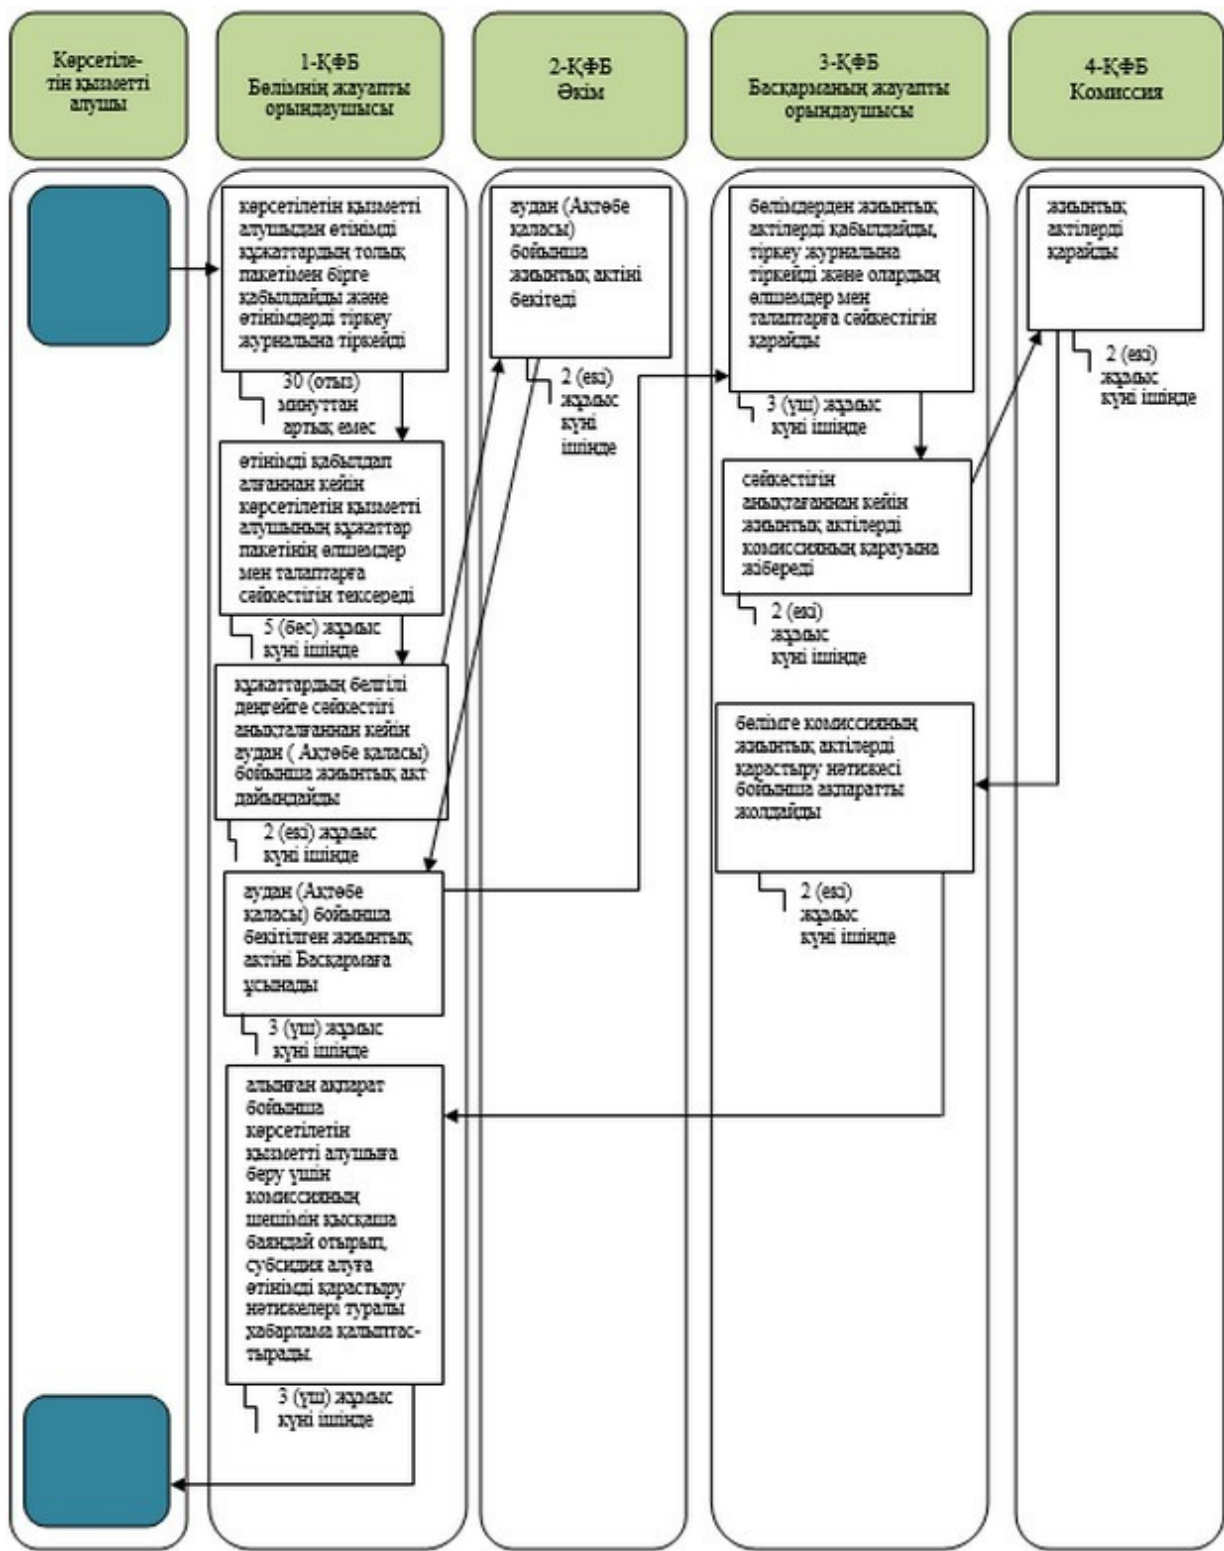 Көрсетіле-
тін қызметті
алушы
1-ҚФБ
Бөлімнің жауапты
орындаушысы
2-ҚФБ
Әкім
3-ҚФБ
Басқарманың жауапты
орындаушысы
4-ҚФБ
Комиссия
көрсетілетін қызметті
алушыдан өтінімді
құжаттардың толық
пакетімен бірге
қабылдайды және
өтінімдерді тіркеу
журналына тіркейді
30 (отыз)
минуттан
артық емес
өтінімді қабылдап
алғаннан кейін
көрсетілетін қызметті
алушының құжаттар
пакетінің өлшемдер
мен талаптарға
сәйкестігін тексереді
5 (бес) жұмыс
күні ішінде
құжаттардың белгілі
деңгейге сәйкестігі
анықталғаннан кейін
аудан ( Ақтөбе қаласы)
бойынша жиынтық акт
дайындайды
2 (екі) жұмыс
күні ішінде
аудан (Ақтөбе
қаласы) бойынша
бекітілген жиынтық
актіні Басқармаға
ұсынады
3 (үш) жұмыс
күні ішінде
алынған ақпарат
бойынша
көрсетілетін
қызметті алушыға
беру үшін
комиссияның
шешімін қысқаша
баяндай отырып,
субсидия алуға
өтінімді қарастыру
нәтижелері туралы
хабарлама қалыптас-
тырады.
3 (үш) жұмыс
күні ішінде
аудан (Ақтөбе
қаласы)
бойынша
жиынтық актіні
бекітеді
2 (екі)
жұмыс
күні
ішінде
бөлімдерден жиынтық
актілерді қабылдайды,
тіркеу журналына
тіркейді және олардың
өлшемдер мен
талаптарға сәйкестігін
қарайды
3 (үш) жұмыс
күні ішінде
сәйкестігін
анықтағаннан кейін
жиынтық актілерді
комиссияның қарауына
жібереді
2 (екі)
жұмыс
күні ішінде
бөлімге комиссияның
жиынтық актілерді
қарастыру нәтижесі
бойынша ақпаратты
жолдайды
2 (екі)
жұмыс
күні ішінде
жиынтық
актілерді
қарайды
2 (екі)
жұмыс
күні ішінде